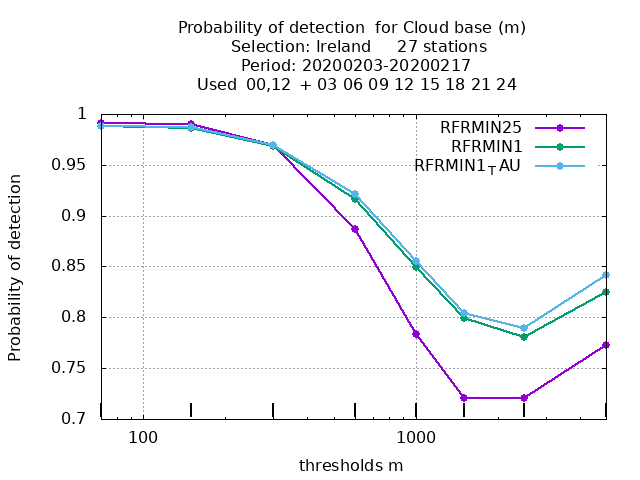 Probability of detection  for Cloud base (m)
Selection: Ireland     27 stations
Period: 20200203-20200217
Used  00,12  + 03 06 09 12 15 18 21 24
RFRMIN25
RFRMIN1
RFRMIN1TAU
1
0.95
0.9
0.85
0.8
0.75
0.7
Probability of detection
100 1000
thresholds m